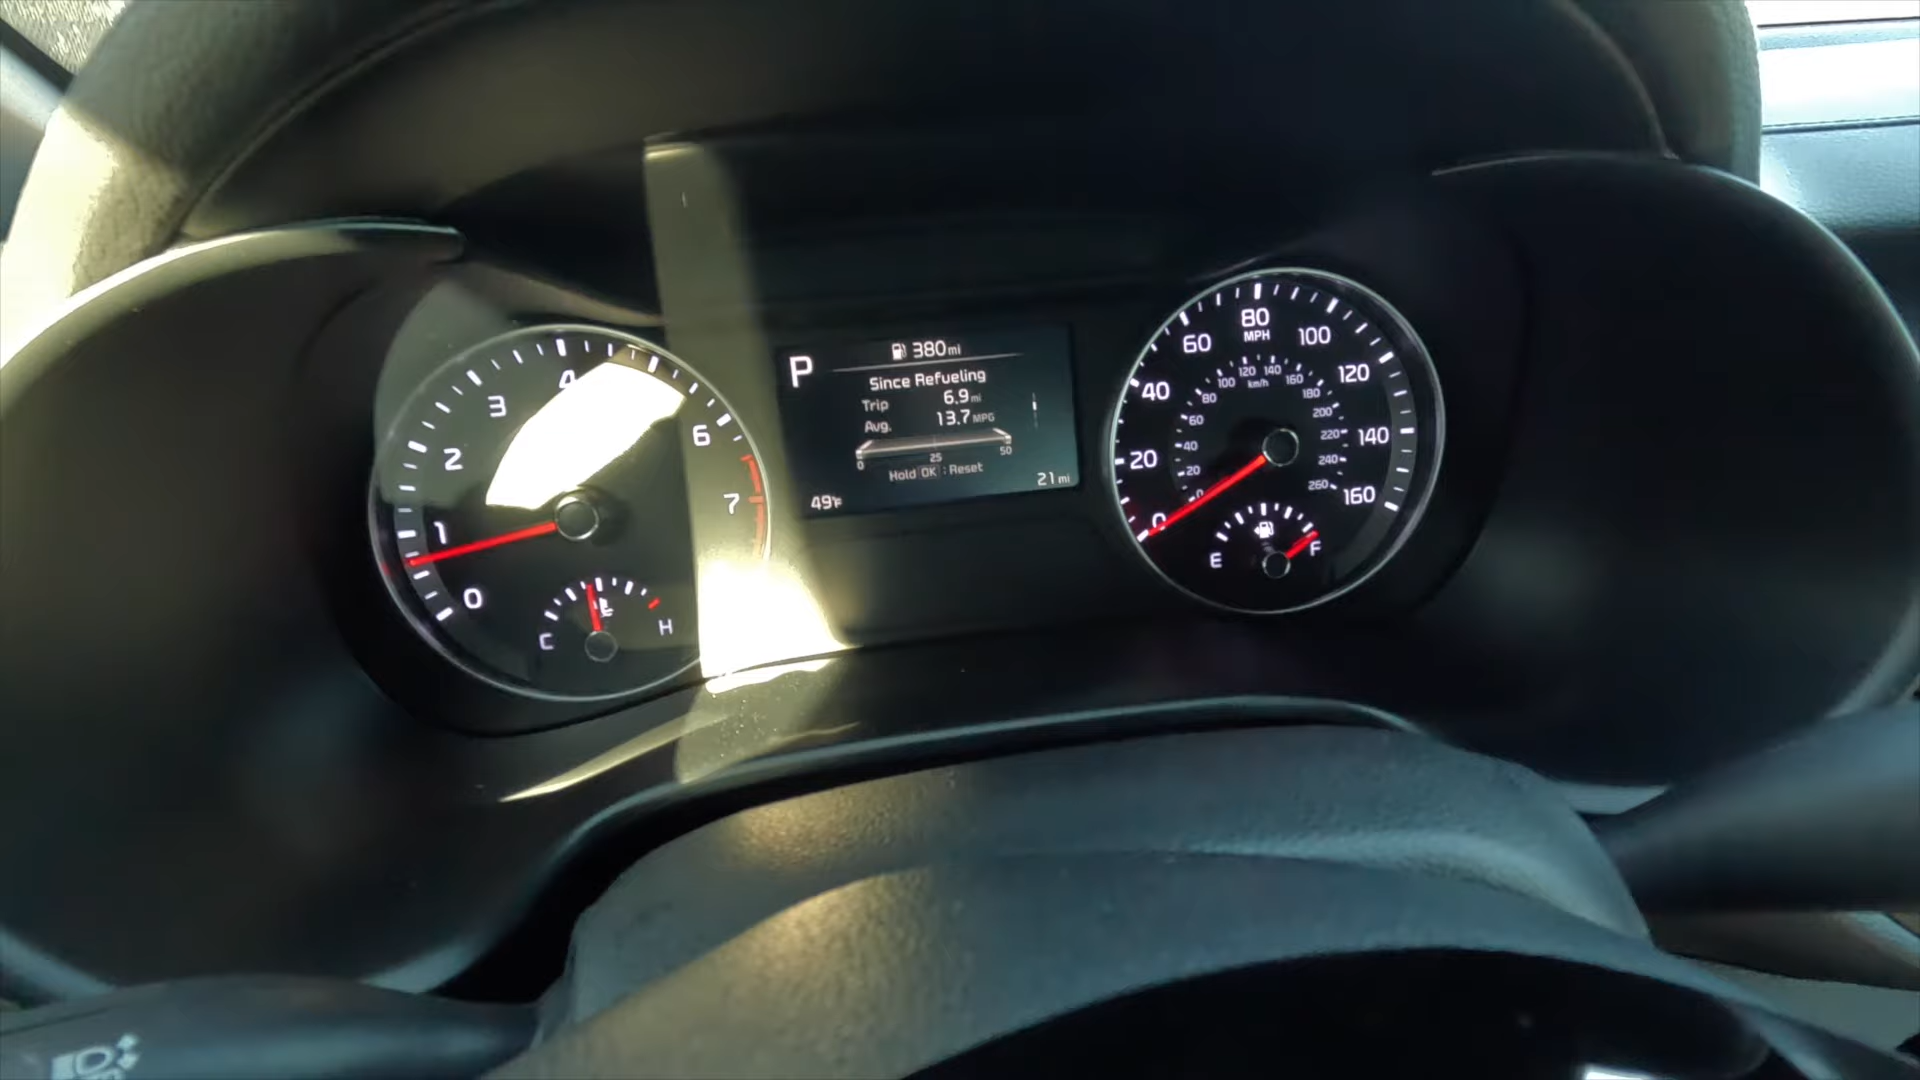 4
3
2
1
0
6
7
C
H
P
380mi
Since Refueling
Trip 6.9mi
Avg. 13.7MPG
0 25 50
Hold OK : Reset
49°F
21mi
0
20
40
60
80
MPH
100
120
140
160
0
20
40
60
80
100
120
km/h
140
160
180
200
220
240
260
E
F